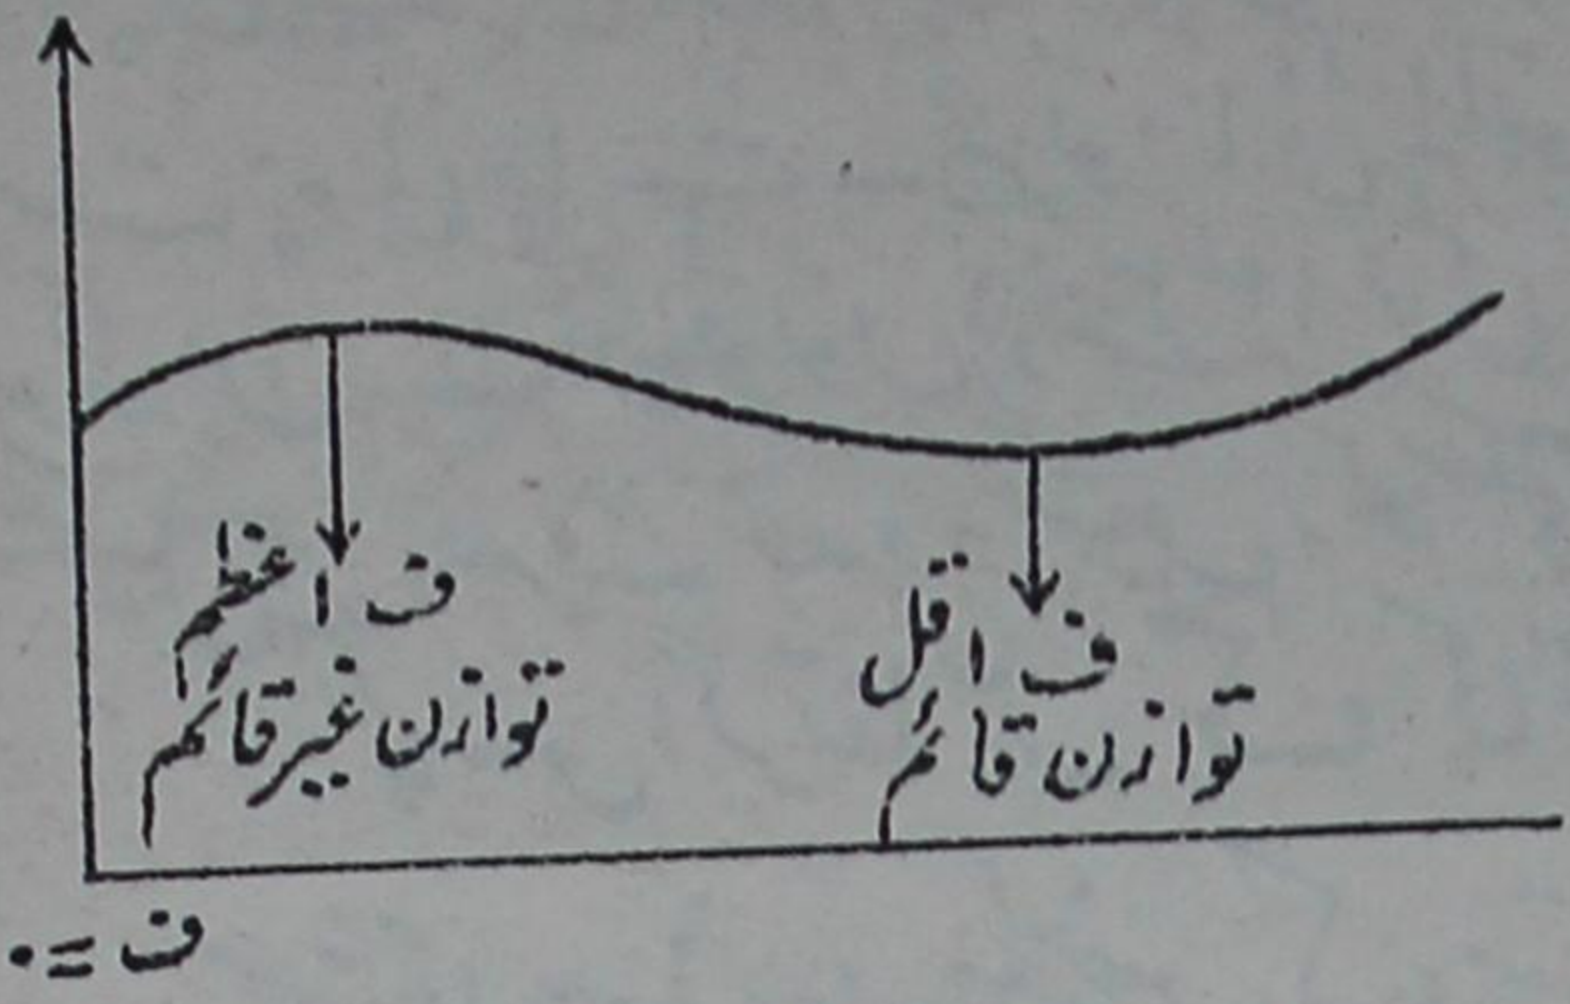 ف اعظم
توازن غیر قائم
ف اقل
توازن قائم
ف = ۰